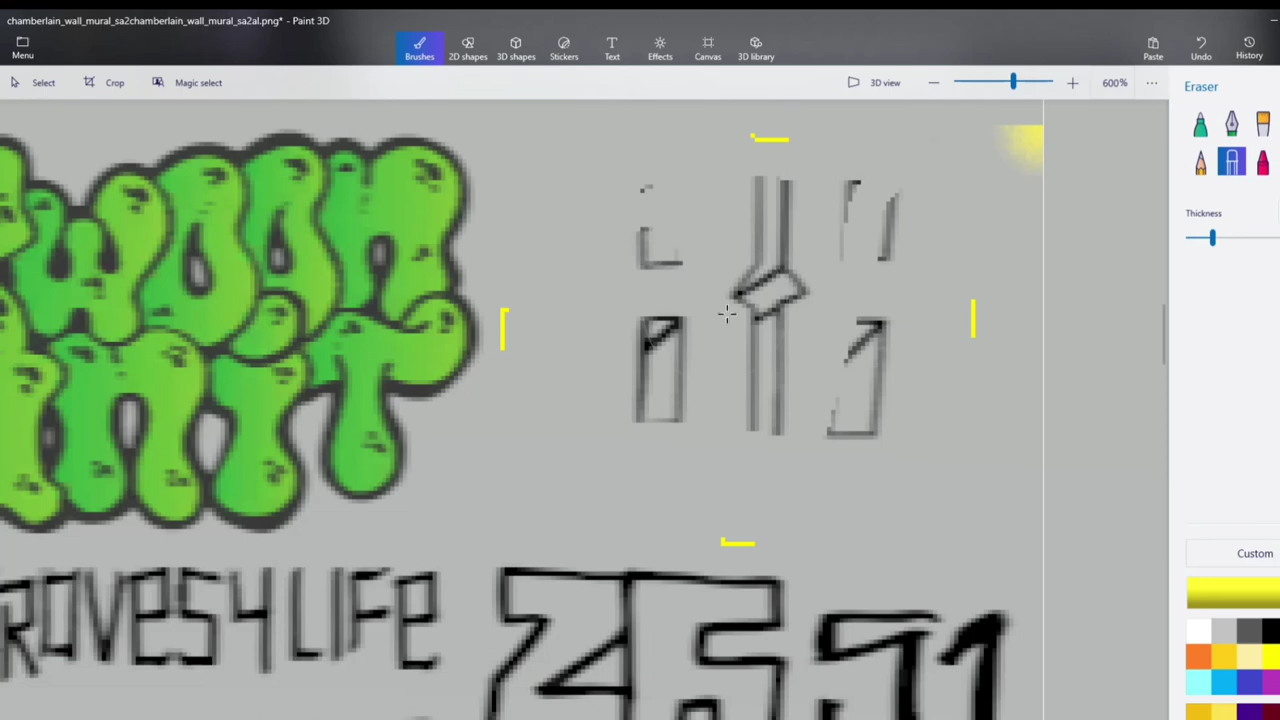 chamberlain_wall_mural_sa2chamberlain_wall_mural_sa2al.png* - Paint 3D
Menu
Brushes
2D shapes
3D shapes
Stickers
Text
Effects
Canvas
3D library
Paste
Undo
History
Select
Crop
Magic select
3D view
600%
Eraser
Thickness
Custom
ROVES4LIFE